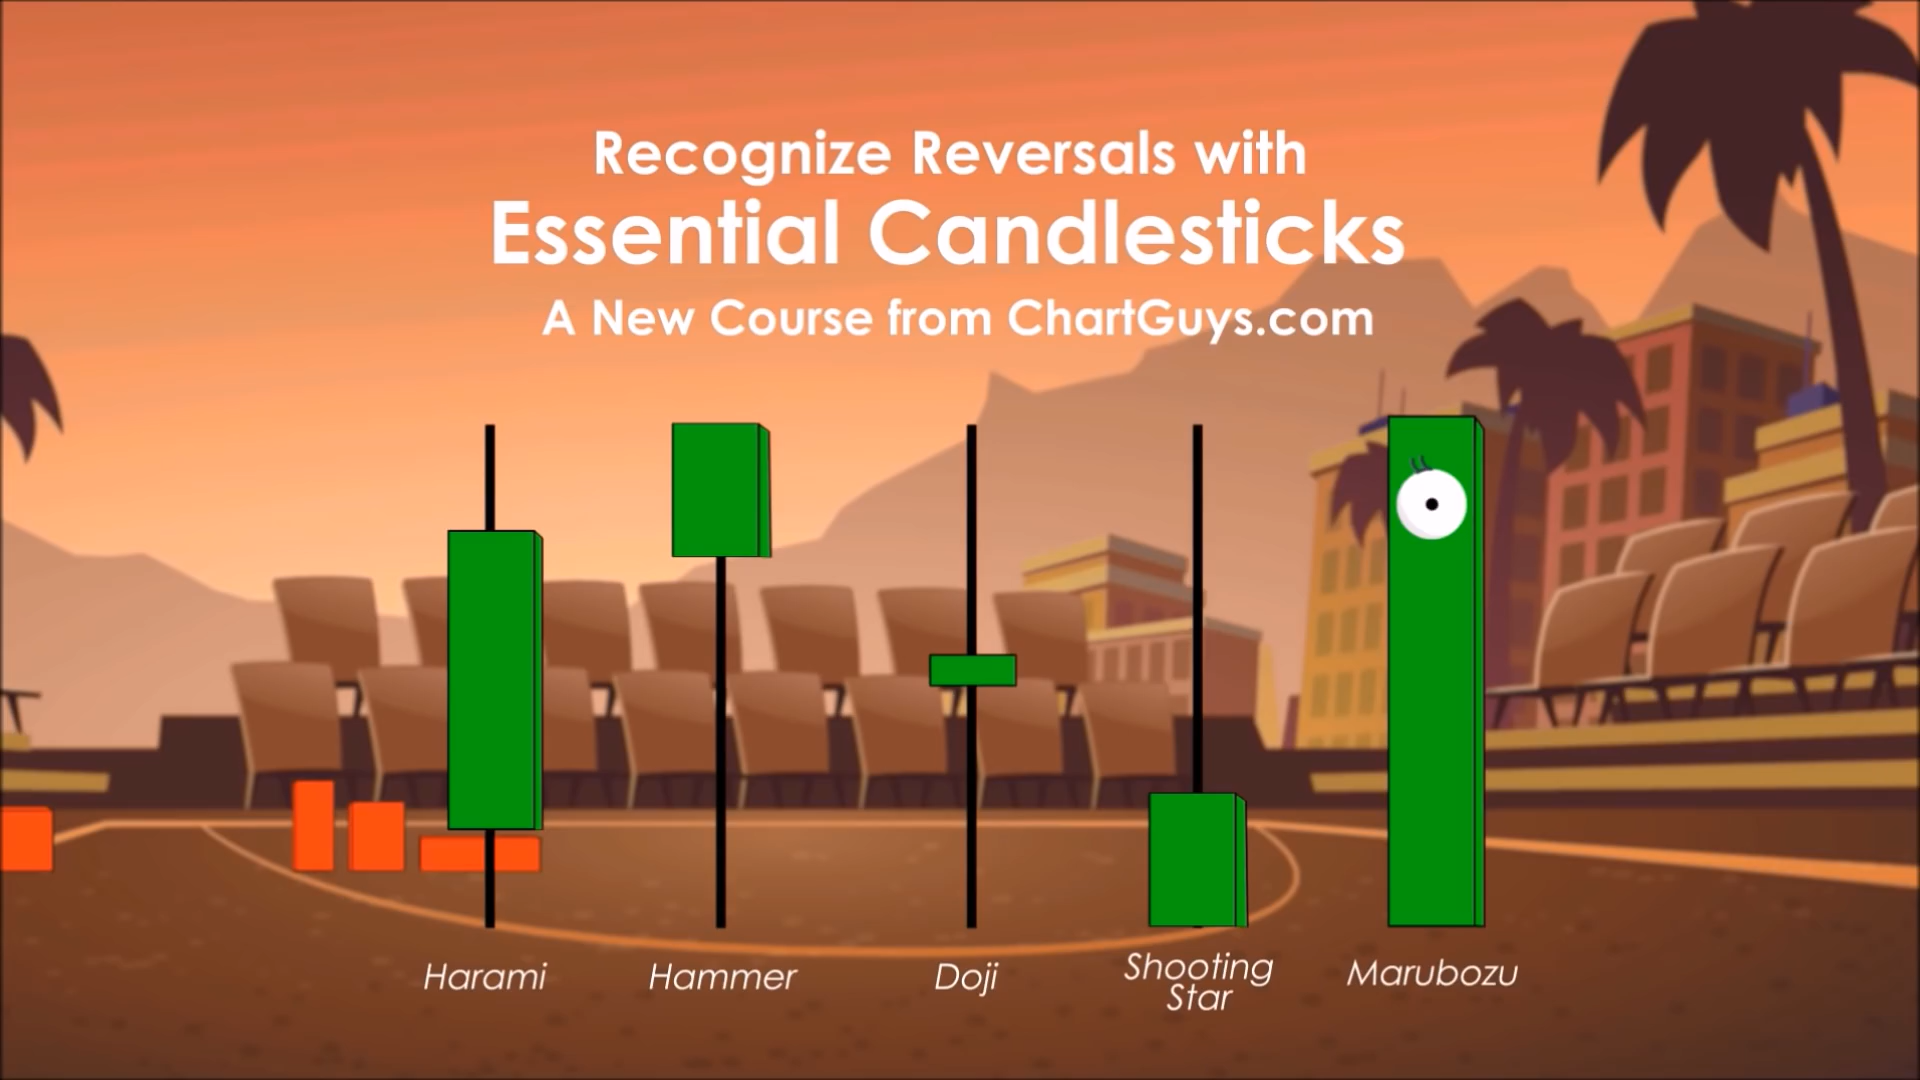 Recognize Reversals with
Essential Candlesticks
A New Course from ChartGuys.com
Harami
Hammer
Doji
Shooting
Star
Marubozu